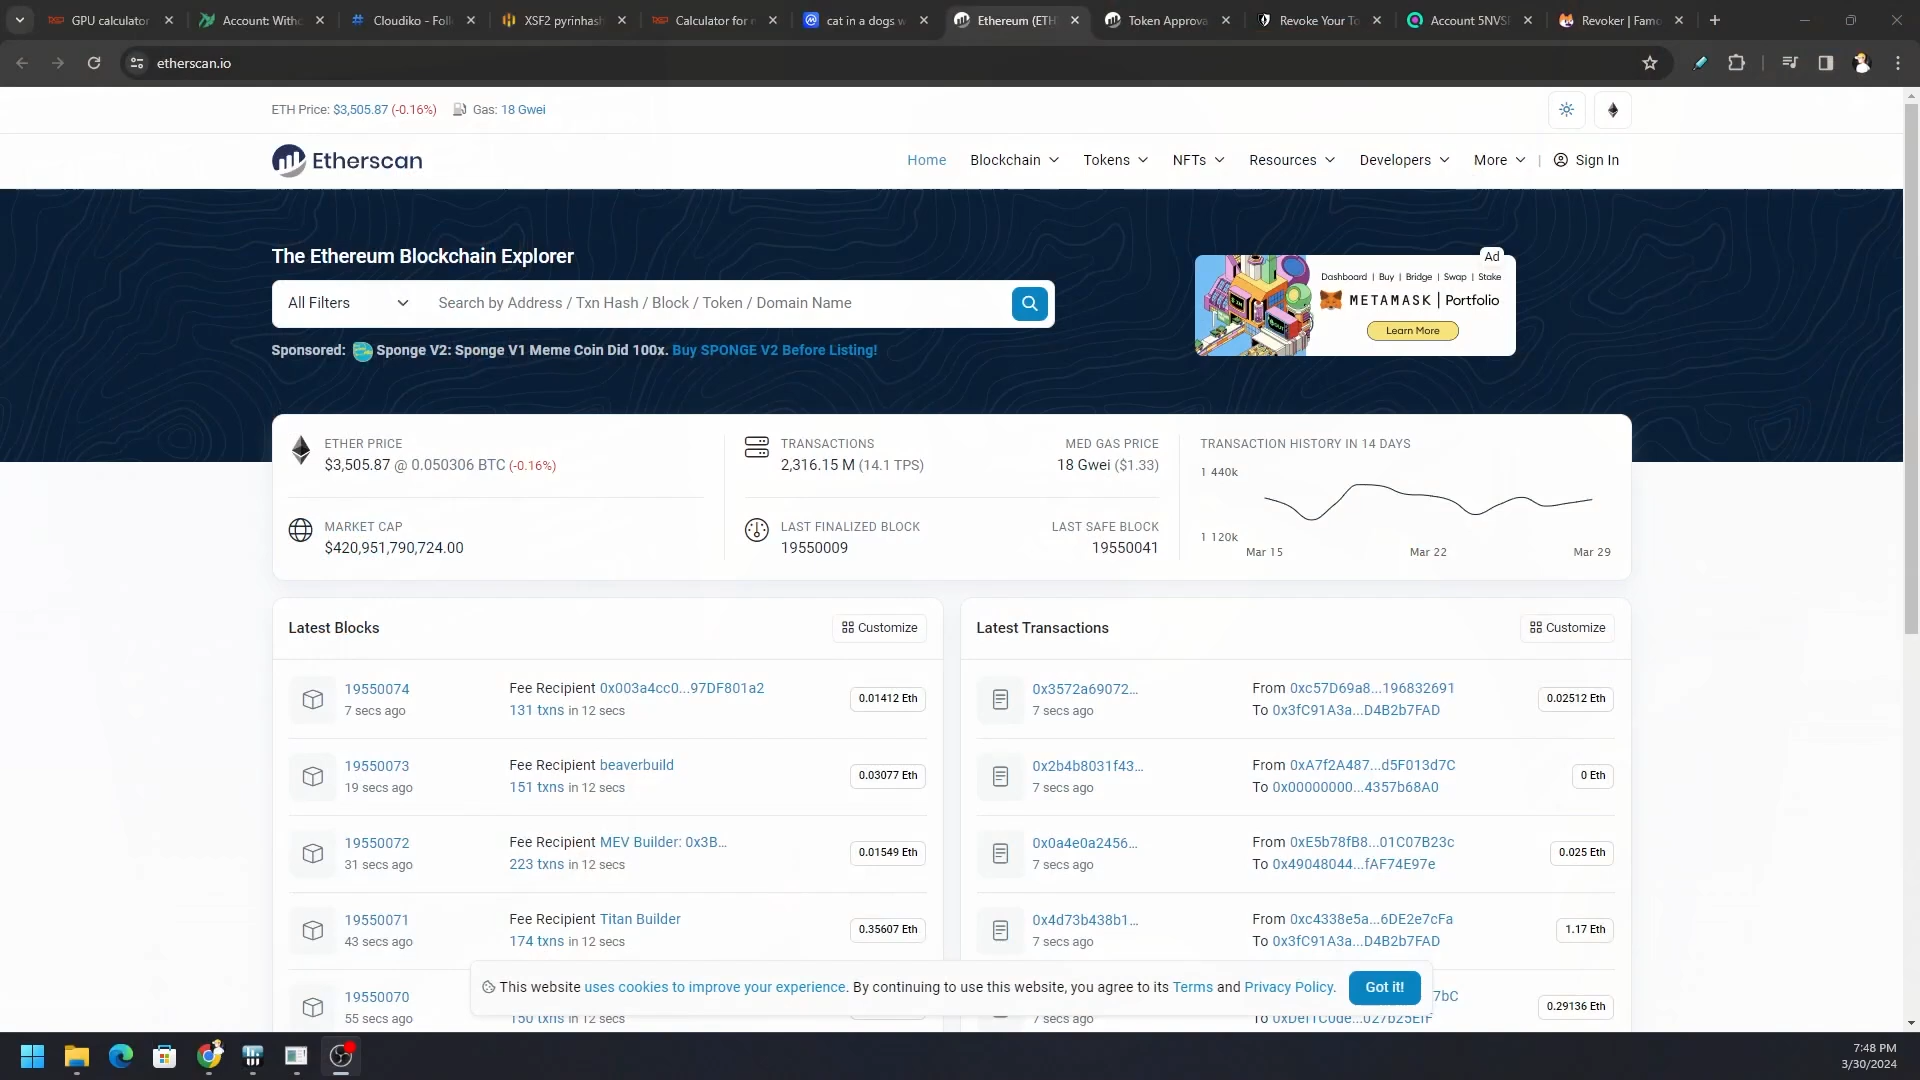 GPU calculator
Account: With
Cloudiko - Foll
XSF2 pyrinhash
Calculator for
cat in a dogs w
Ethereum (ETH
Token Approva
Revoke Your To
Account 5NVS
Revoker | Famo
etherscan.io
ETH Price: $3,505.87 (-0.16%) Gas: 18 Gwei
Etherscan
Home Blockchain Tokens NFTs Resources Developers More | Sign In
The Ethereum Blockchain Explorer
All Filters Search by Address / Txn Hash / Block / Token / Domain Name
Sponsored: Sponge V2: Sponge V1 Meme Coin Did 100x. Buy SPONGE V2 Before Listing!
Ad
Dashboard | Buy | Bridge | Swap | Stake
METAMASK | Portfolio
Learn More
ETHER PRICE
$3,505.87 @ 0.050306 BTC (-0.16%)
MARKET CAP
$420,951,790,724.00
TRANSACTIONS
2,316.15 M (14.1 TPS)
MED GAS PRICE
18 Gwei ($1.33)
LAST FINALIZED BLOCK
19550009
LAST SAFE BLOCK
19550041
TRANSACTION HISTORY IN 14 DAYS
1 440k
1 120k
Mar 15 Mar 22 Mar 29
Latest Blocks Customize
19550074 Fee Recipient 0x003a4cc0...97DF801a2 0.01412 Eth
7 secs ago 131 txns in 12 secs
19550073 Fee Recipient beaverbuild 0.03077 Eth
19 secs ago 151 txns in 12 secs
19550072 Fee Recipient MEV Builder: 0x3B... 0.01549 Eth
31 secs ago 223 txns in 12 secs
19550071 Fee Recipient Titan Builder 0.35607 Eth
43 secs ago 174 txns in 12 secs
19550070
55 secs ago 150 txns in 12 secs
Latest Transactions Customize
0x3572a69072... From 0xc57D69a8...196832691 0.02512 Eth
7 secs ago To 0x3fC91A3a...D4B2b7FAD
0x2b4b8031f43... From 0xA7f2A487...d5F013d7C 0 Eth
7 secs ago To 0x00000000...4357b68A0
0x0a4e0a2456... From 0xE5b78fB8...01C07B23c 0.025 Eth
7 secs ago To 0x49048044...fAF74E97e
0x4d73b438b1... From 0xc4338e5a...6DE2e7cFa 1.17 Eth
7 secs ago To 0x3fC91A3a...D4B2b7FAD
7bC 0.29136 Eth
7 secs ago To 0xDef1C0de...027b25EfF
This website uses cookies to improve your experience. By continuing to use this website, you agree to its Terms and Privacy Policy. Got it!
7:48 PM
3/30/2024